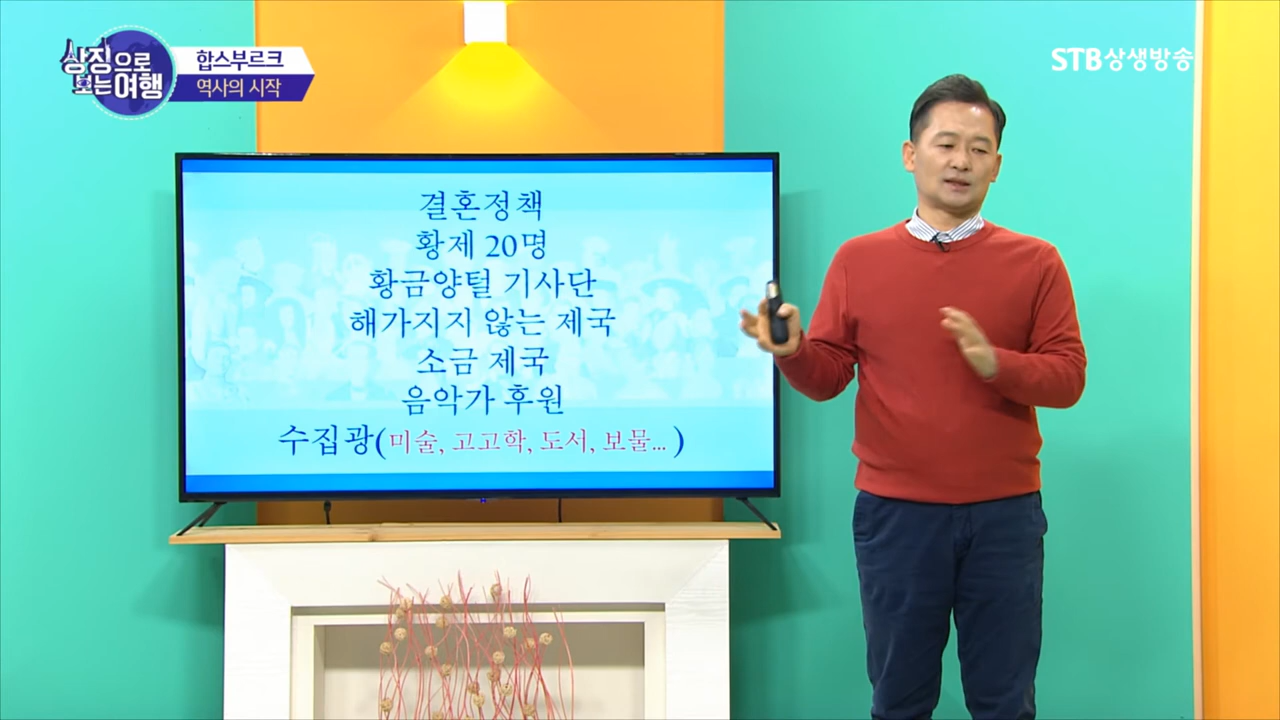 상징으로
보는 여행
합스부르크
역사의 시작
STB상생방송
결혼정책
황제 20명
황금양털 기사단
해가지지 않는 제국
소금 제국
음악가 후원
수집광(미술, 고고학, 도서, 보물...)